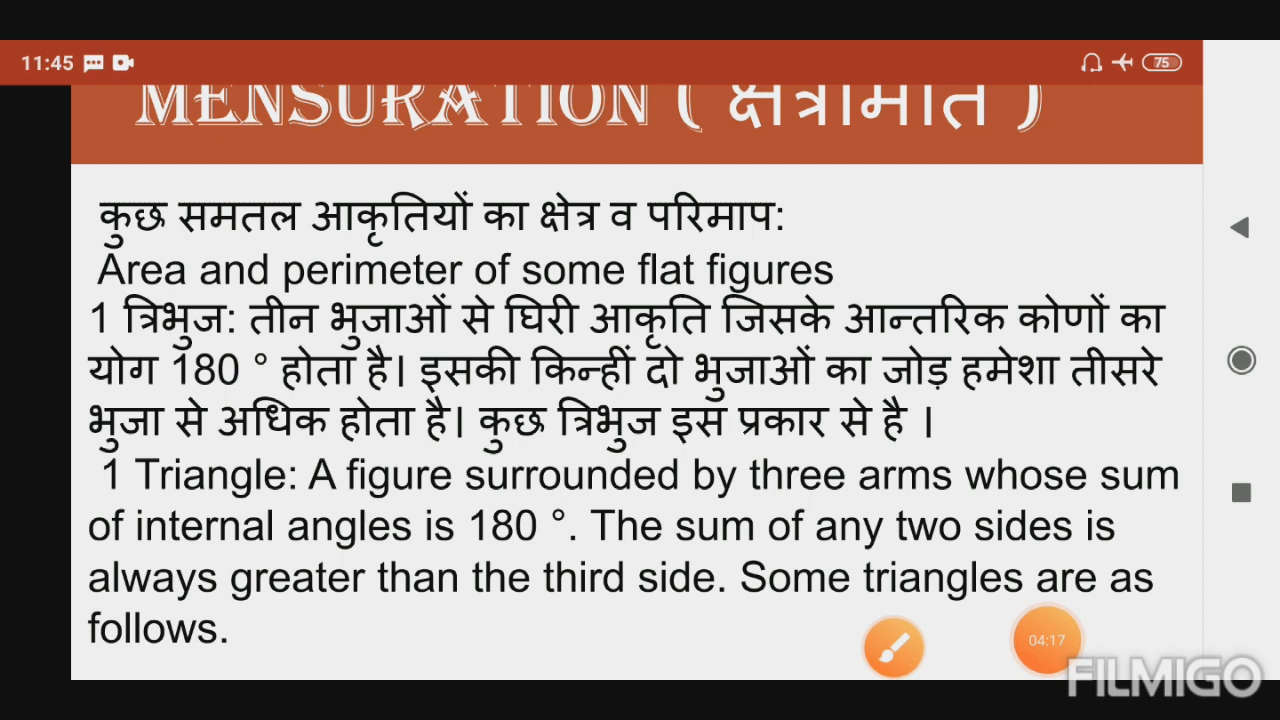 11:45
75
MENSURATION ( क्षेत्रामिति )
कुछ समतल आकृतियों का क्षेत्र व परिमाप:
Area and perimeter of some flat figures
1 त्रिभुज: तीन भुजाओं से घिरी आकृति जिसके आन्तरिक कोणों का
योग 180 ° होता है। इसकी किन्हीं दो भुजाओं का जोड़ हमेशा तीसरे
भुजा से अधिक होता है। कुछ त्रिभुज इस प्रकार से है ।
1 Triangle: A figure surrounded by three arms whose sum
of internal angles is 180 °. The sum of any two sides is
always greater than the third side. Some triangles are as
follows.
04:17
FILMIGO